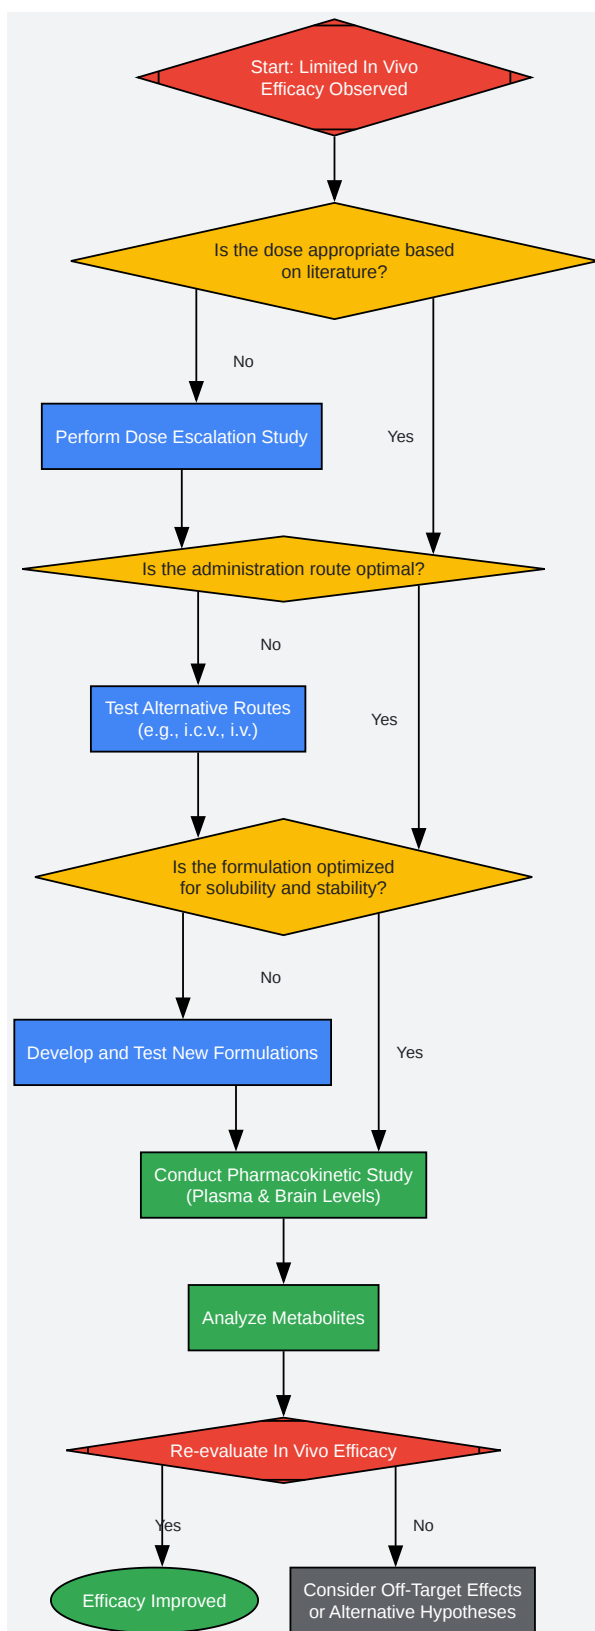 Start: Limited In Vivo
Efficacy Observed
Is the dose appropriate based
on literature?
No
Perform Dose Escalation Study
Yes
Is the administration route optimal?
No
Test Alternative Routes
(e.g., i.c.v., i.v.)
Yes
Is the formulation optimized
for solubility and stability?
No
Develop and Test New Formulations
Yes
Conduct Pharmacokinetic Study
(Plasma & Brain Levels)
Analyze Metabolites
Re-evaluate In Vivo Efficacy
Yes
No
Efficacy Improved
Consider Off-Target Effects
or Alternative Hypotheses